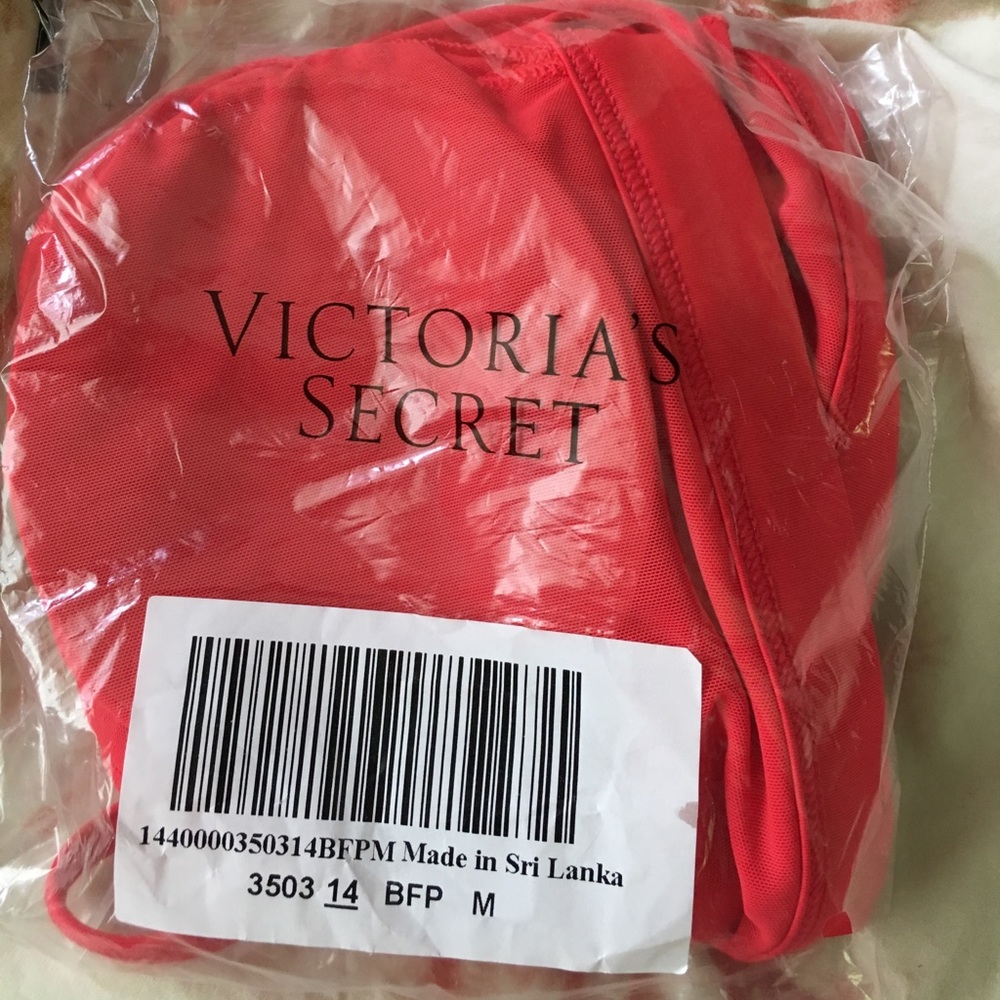 VICTORIA'S
SECRET
1440000350314BFPM Made in Sri Lanka
3503 14 BFP M